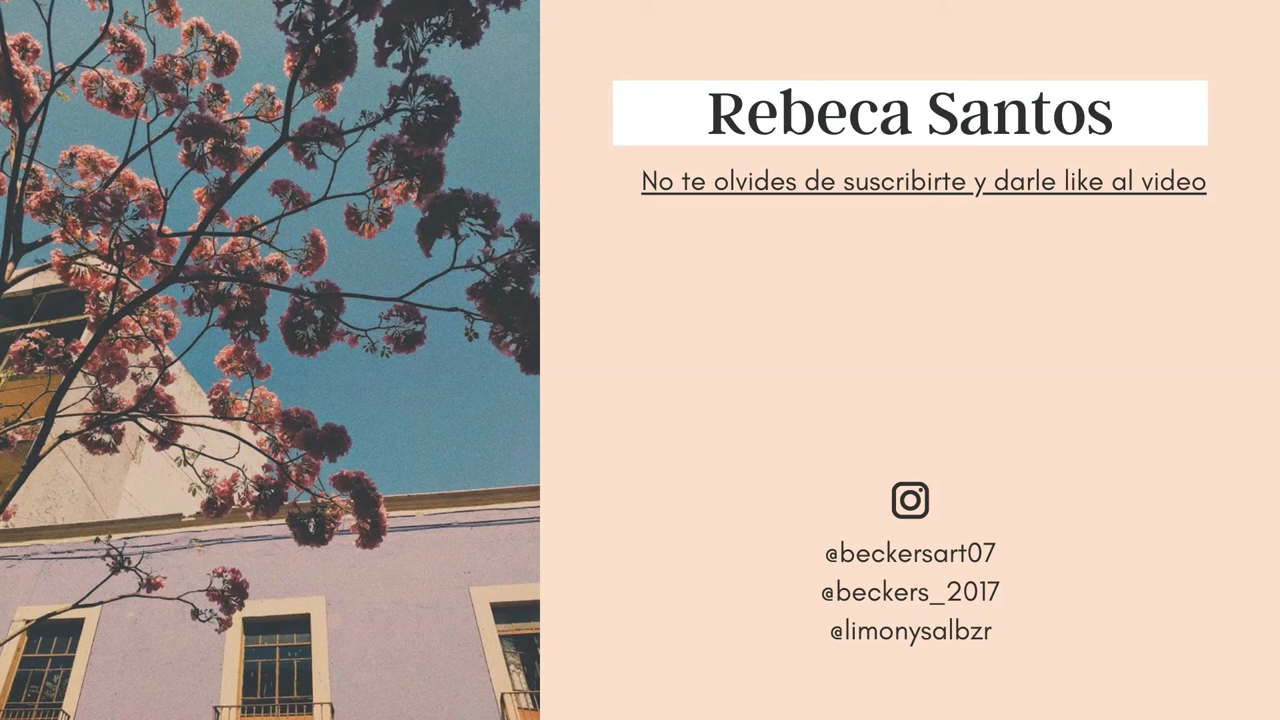 Rebeca Santos
No te olvides de suscribirte y darle like al video
@beckersart07
@beckers_2017
@limonysalbzr